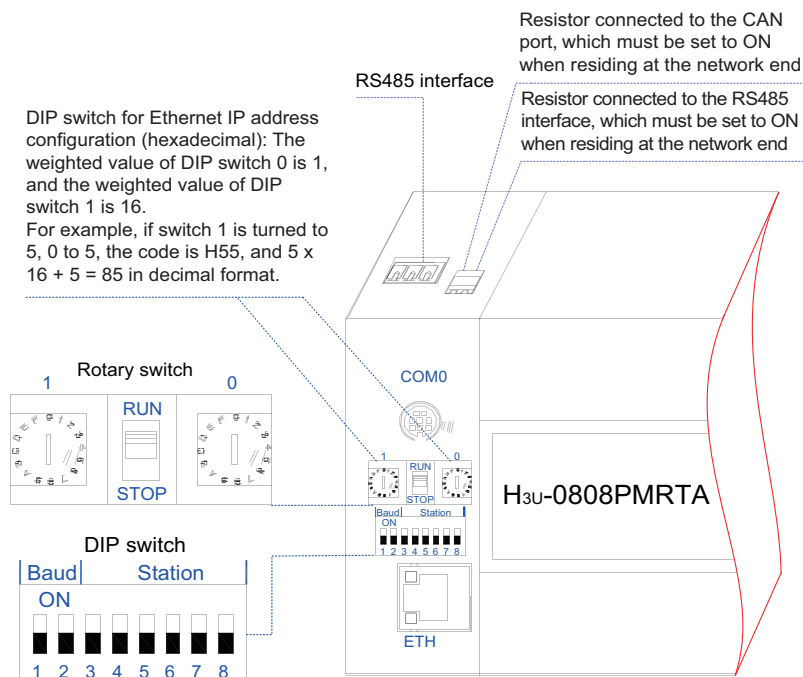 Resistor connected to the CAN
port, which must be set to ON
when residing at the network end
RS485 interface
Resistor connected to the RS485
interface, which must be set to ON
when residing at the network end
DIP switch for Ethernet IP address
configuration (hexadecimal): The
weighted value of DIP switch 0 is 1,
and the weighted value of DIP
switch 1 is 16.
For example, if switch 1 is turned to
5, 0 to 5, the code is H55, and 5 x
16 + 5 = 85 in decimal format.
Rotary switch
1 0
RUN
STOP
COM0
1 0
RUN
STOP
Baud Station
ON
1 2 3 4 5 6 7 8
H3U-0808PMRTA
DIP switch
Baud Station
ON
1 2 3 4 5 6 7 8
ETH